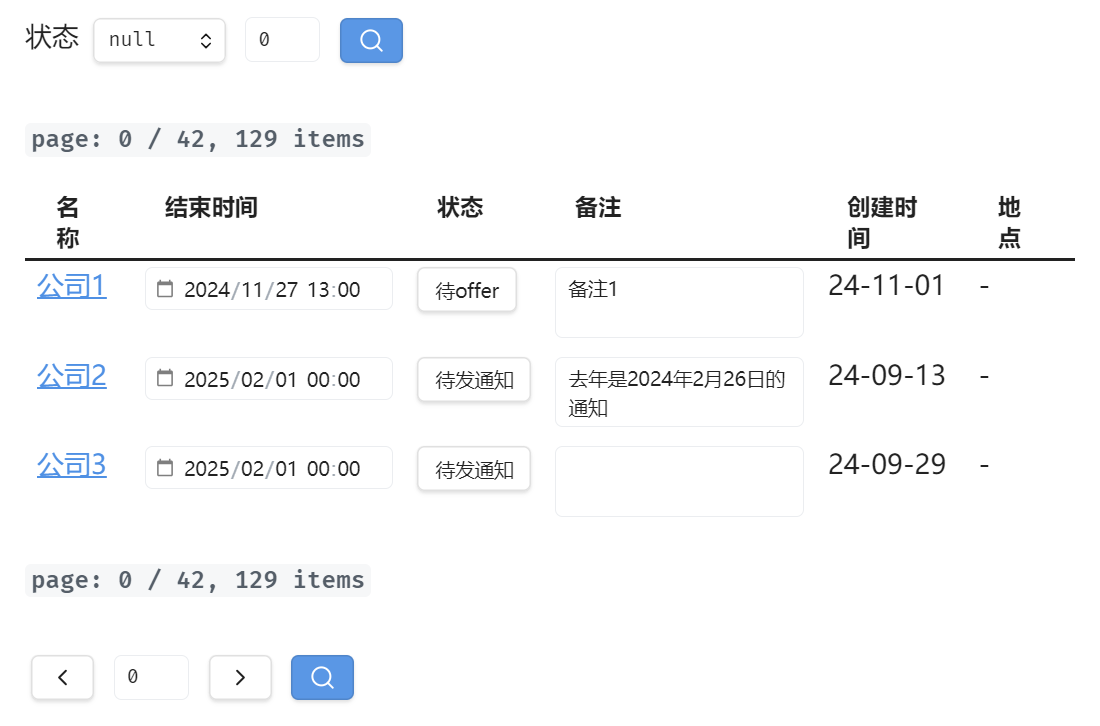 状态 null 0
page: 0 / 42, 129 items
名称 结束时间 状态 备注 创建时间 地点
公司1 2024/11/27 13:00 待offer 备注1 24-11-01 -
公司2 2025/02/01 00:00 待发通知 去年是2024年2月26日的 24-09-13 -
通知
公司3 2025/02/01 00:00 待发通知 24-09-29 -
page: 0 / 42, 129 items
0